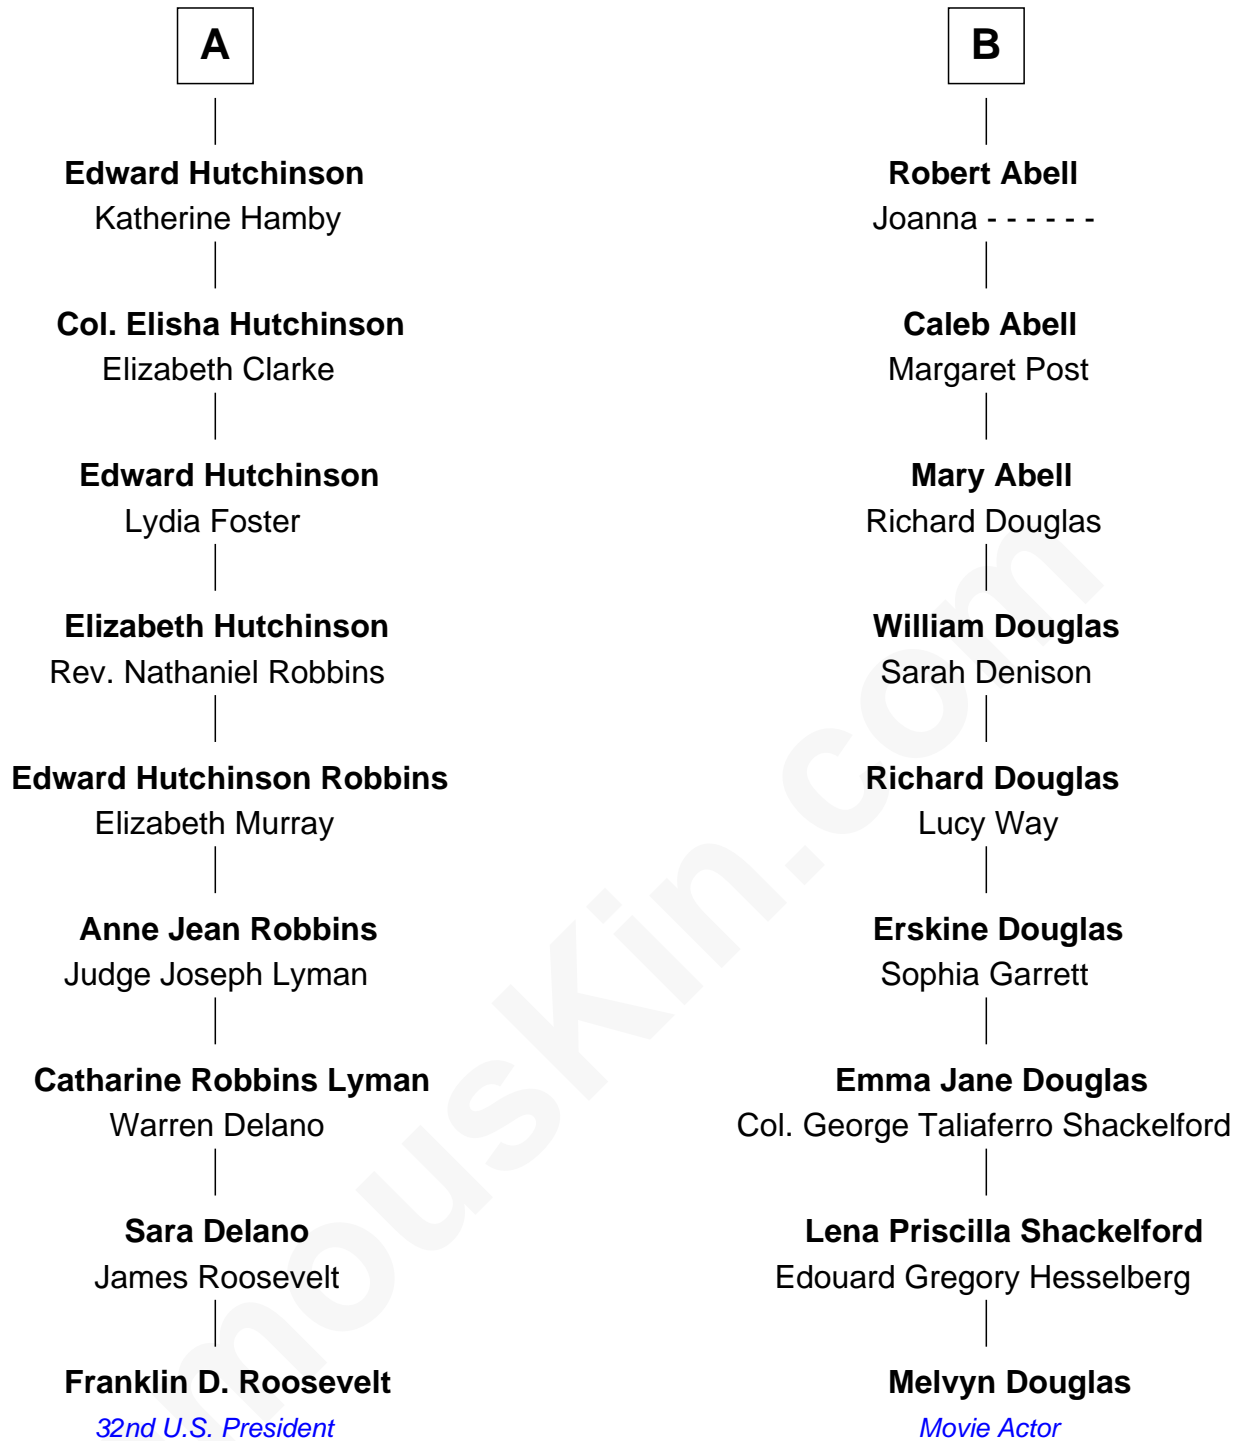 A
Edward Hutchinson
Katherine Hamby
Col. Elisha Hutchinson
Elizabeth Clarke
Edward Hutchinson
Lydia Foster
Elizabeth Hutchinson
Rev. Nathaniel Robbins
Edward Hutchinson Robbins
Elizabeth Murray
Anne Jean Robbins
Judge Joseph Lyman
Catharine Robbins Lyman
Warren Delano
Sara Delano
James Roosevelt
Franklin D. Roosevelt
32nd U.S. President
B
Robert Abell
Joanna - - - - - -
Caleb Abell
Margaret Post
Mary Abell
Richard Douglas
William Douglas
Sarah Denison
Richard Douglas
Lucy Way
Erskine Douglas
Sophia Garrett
Emma Jane Douglas
Col. George Taliaferro Shackelford
Lena Priscilla Shackelford
Edouard Gregory Hesselberg
Melvyn Douglas
Movie Actor
mousKin.com